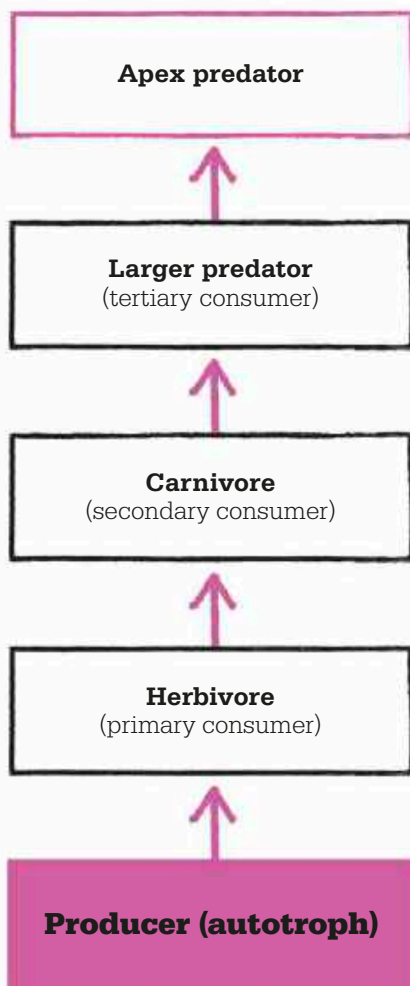 Apex predator
Larger predator
(tertiary consumer)
Carnivore
(secondary consumer)
Herbivore
(primary consumer)
Producer (autotroph)